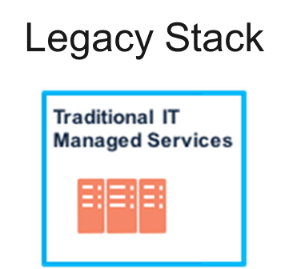 Legacy Stack
Traditional IT
Managed Services